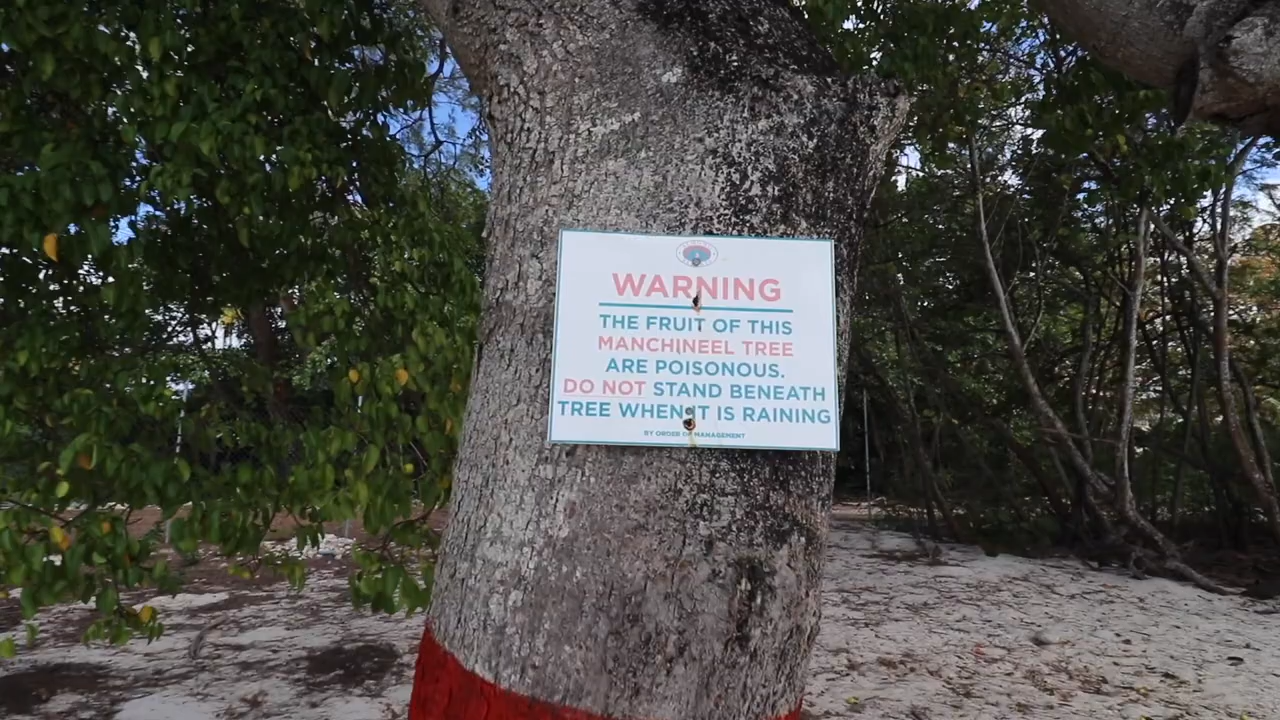 WARNING
THE FRUIT OF THIS
MANCHINEEL TREE
ARE POISONOUS.
DO NOT STAND BENEATH
TREE WHEN IT IS RAINING
BY ORDER OF MANAGEMENT